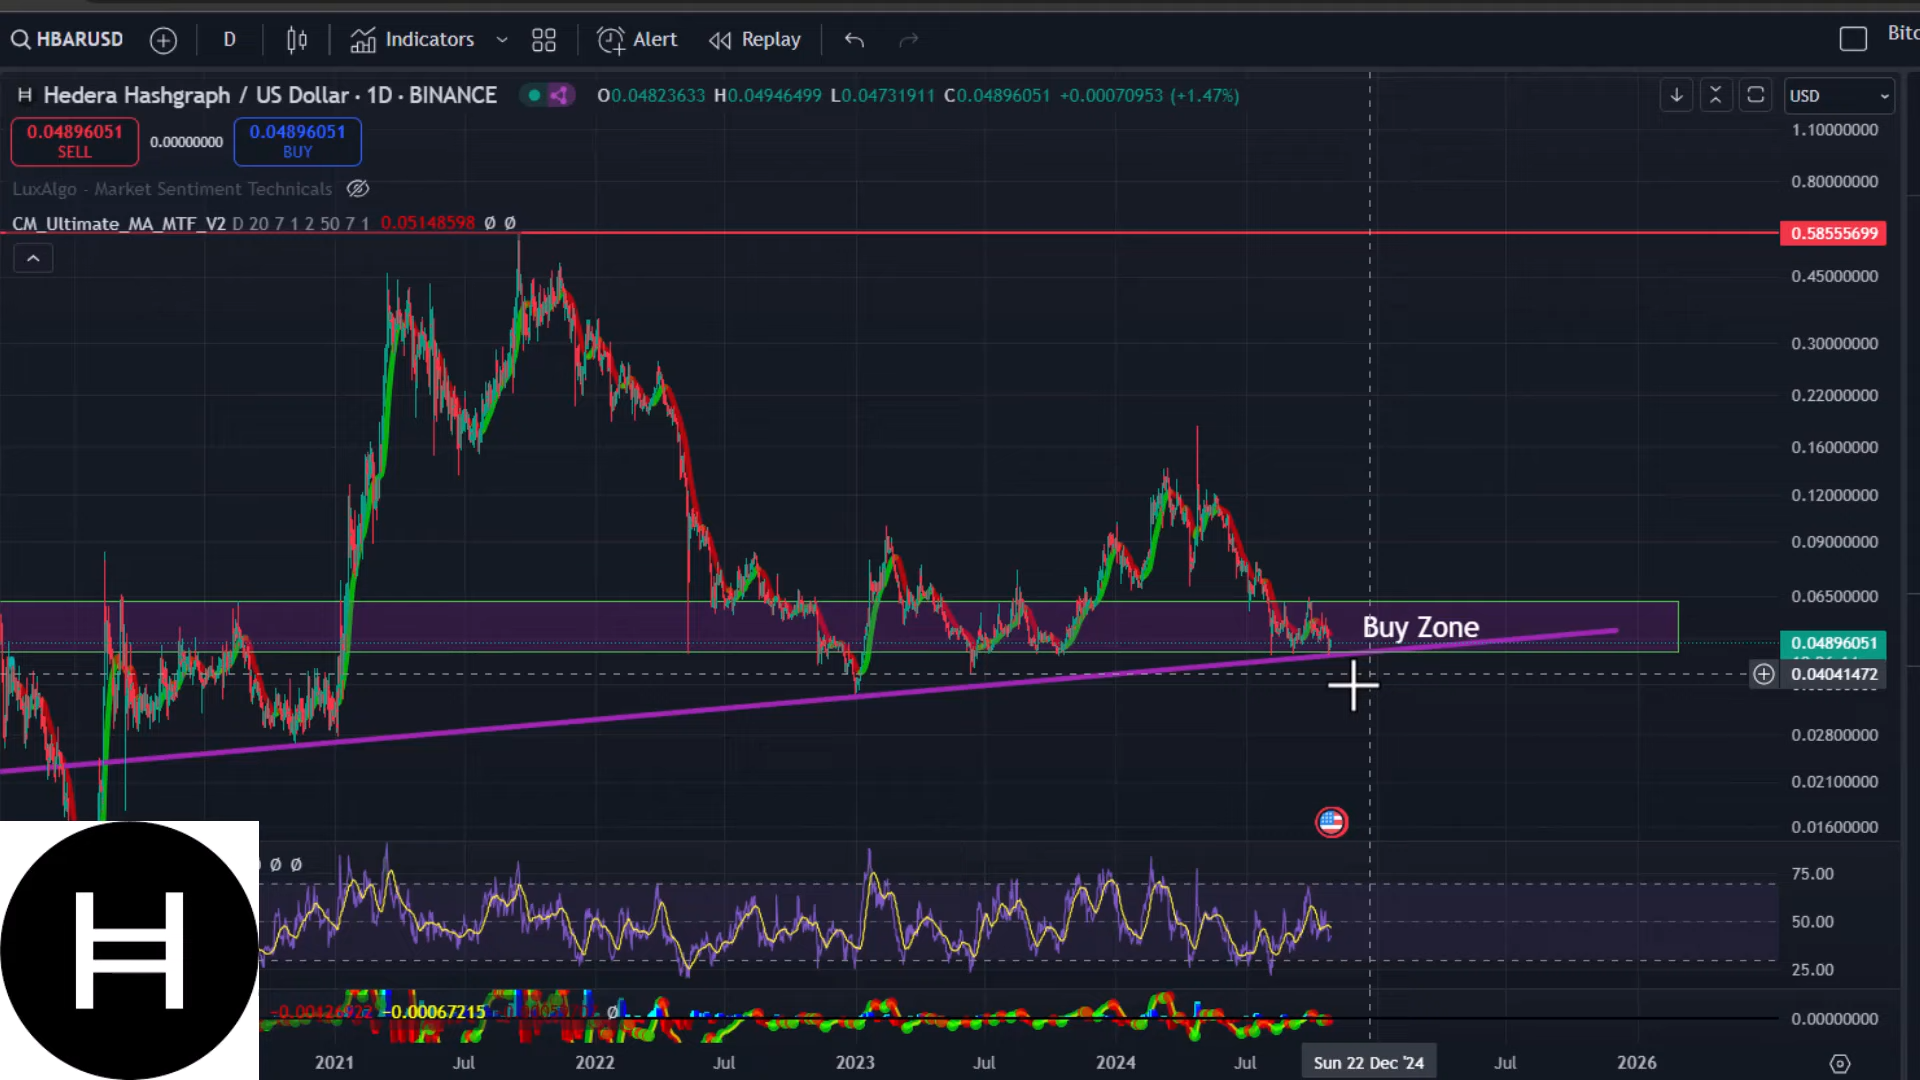 HBARUSD D Indicators Alert Replay Bitc
H Hedera Hashgraph / US Dollar · 1D · BINANCE O0.04823633 H0.04946499 L0.04731911 C0.04896051 +0.00070953 (+1.47%) USD
0.04896051 SELL 0.00000000 0.04896051 BUY
LuxAlgo - Market Sentiment Technicals
CM_Ultimate_MA_MTF_V2 D 20 7 1 2 50 7 1 0.05148598 Ø Ø
1.10000000
0.80000000
0.58555699
0.45000000
0.30000000
0.22000000
0.16000000
0.12000000
0.09000000
0.06500000
Buy Zone
0.04896051
0.04041472
0.02800000
0.02100000
0.01600000
Ø Ø
75.00
50.00
25.00
H
-0.00067215 Ø
0.00000000
2021 Jul 2022 Jul 2023 Jul 2024 Jul Sun 22 Dec '24 Jul 2026